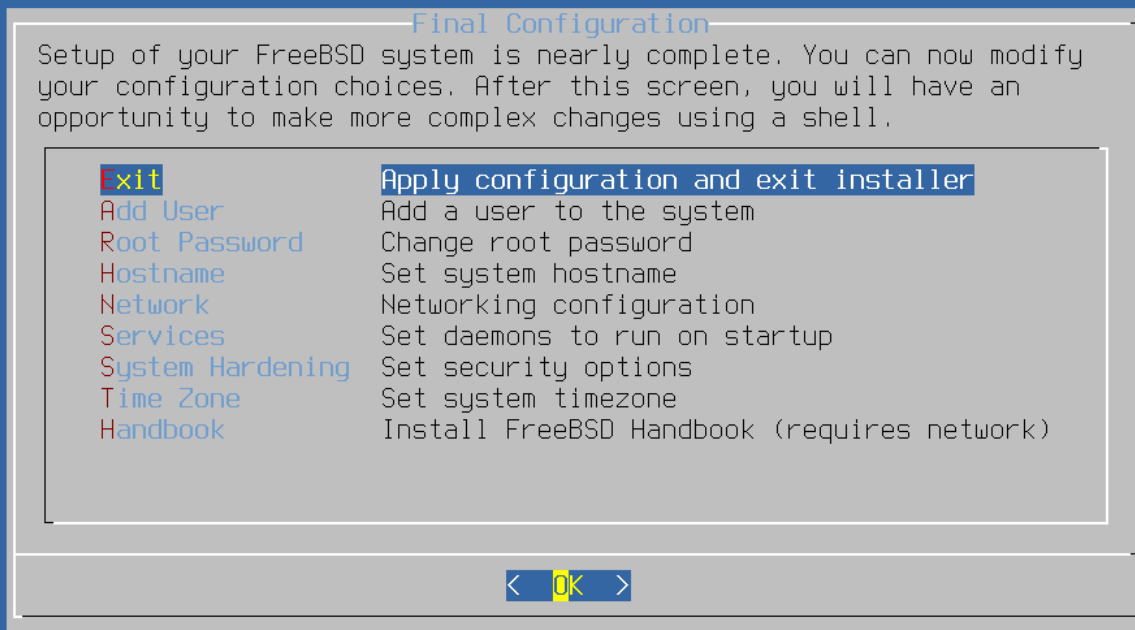 Final Configuration
Setup of your FreeBSD system is nearly complete. You can now modify
your configuration choices. After this screen, you will have an
opportunity to make more complex changes using a shell.
Exit Apply configuration and exit installer
Add User Add a user to the system
Root Password Change root password
Hostname Set system hostname
Network Networking configuration
Services Set daemons to run on startup
System Hardening Set security options
Time Zone Set system timezone
Handbook Install FreeBSD Handbook (requires network)
< OK >